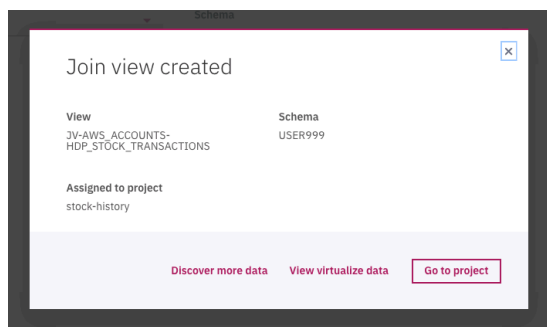 Schema
Join view created
View
Schema
JV-AWS_ACCOUNTS-
HDP_STOCK_TRANSACTIONS
USER999
Assigned to project
stock-history
Discover more data
View virtualize data
Go to project